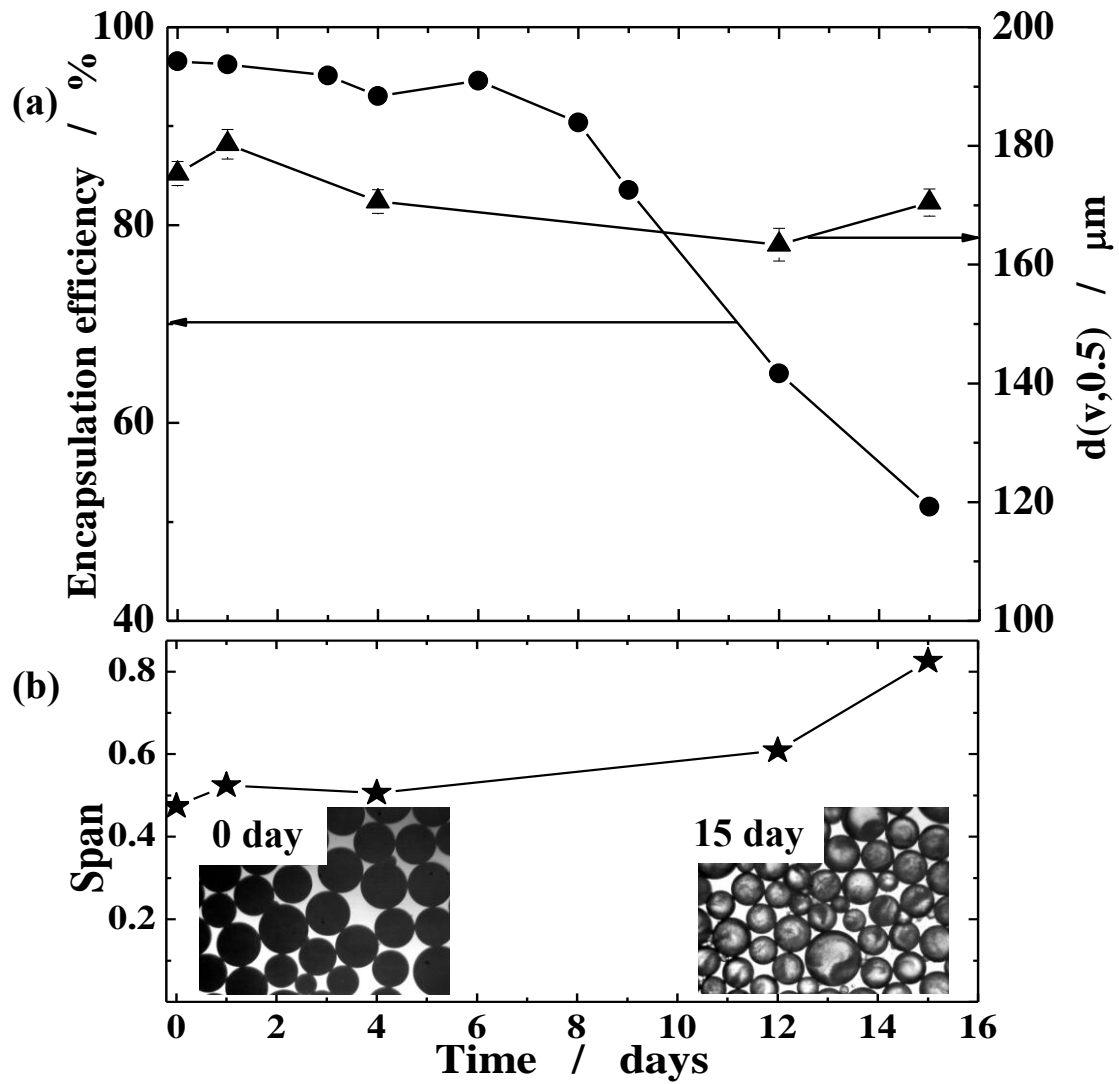 (a)
Encapsulation efficiency / %
100
80
60
40
200
180
160
140
120
100
d(v,0.5) / μm
(b)
Span
0.8
0.6
0.4
0.2
0 day
15 day
0 2 4 6 8 10 12 14 16
Time / days